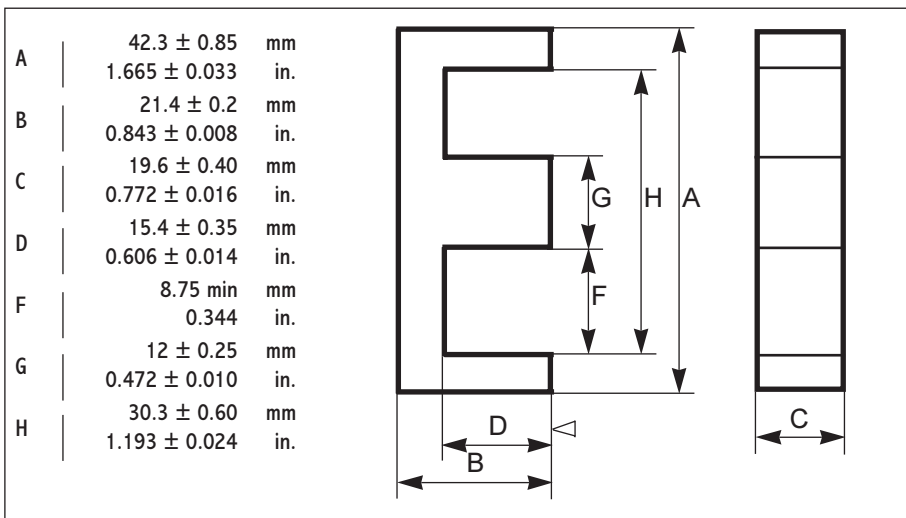 A 42.3 ± 0.85 mm
1.665 ± 0.033 in.
B 21.4 ± 0.2 mm
0.843 ± 0.008 in.
C 19.6 ± 0.40 mm
0.772 ± 0.016 in.
D 15.4 ± 0.35 mm
0.606 ± 0.014 in.
F 8.75 min mm
0.344 in.
G 12 ± 0.25 mm
0.472 ± 0.010 in.
H 30.3 ± 0.60 mm
1.193 ± 0.024 in.
G H A
F
D
B
C